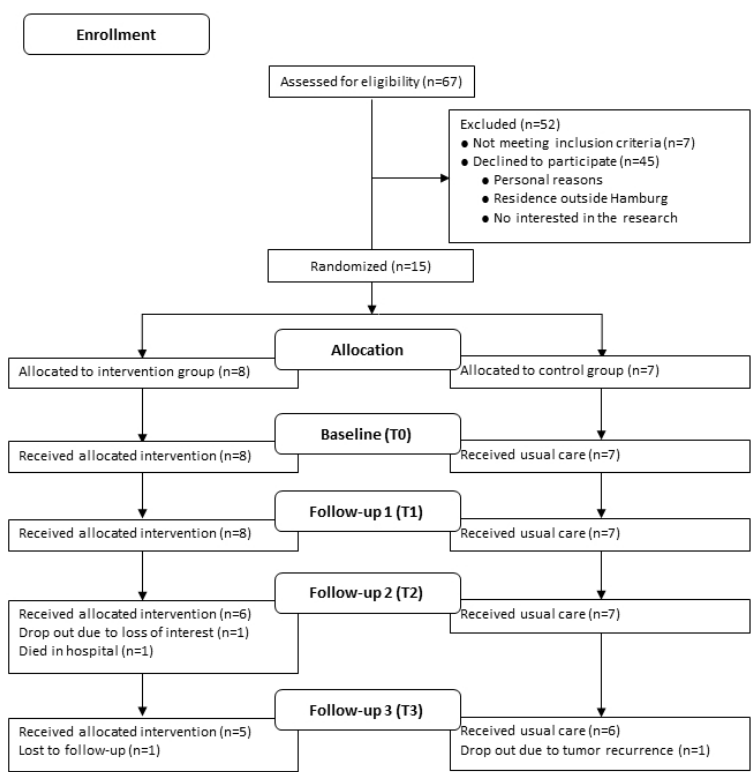 Enrollment
Assessed for eligibility (n=67)
Excluded (n=52)
● Not meeting inclusion criteria (n=7)
● Declined to participate (n=45)
● Personal reasons
● Residence outside Hamburg
● No interested in the research
Randomized (n=15)
Allocation
Allocated to intervention group (n=8)
Allocated to control group (n=7)
Baseline (T0)
Received allocated intervention (n=8)
Received usual care (n=7)
Follow-up 1 (T1)
Received allocated intervention (n=8)
Received usual care (n=7)
Follow-up 2 (T2)
Received allocated intervention (n=6)
Drop out due to loss of interest (n=1)
Died in hospital (n=1)
Received usual care (n=7)
Follow-up 3 (T3)
Received allocated intervention (n=5)
Lost to follow-up (n=1)
Received usual care (n=6)
Drop out due to tumor recurrence (n=1)